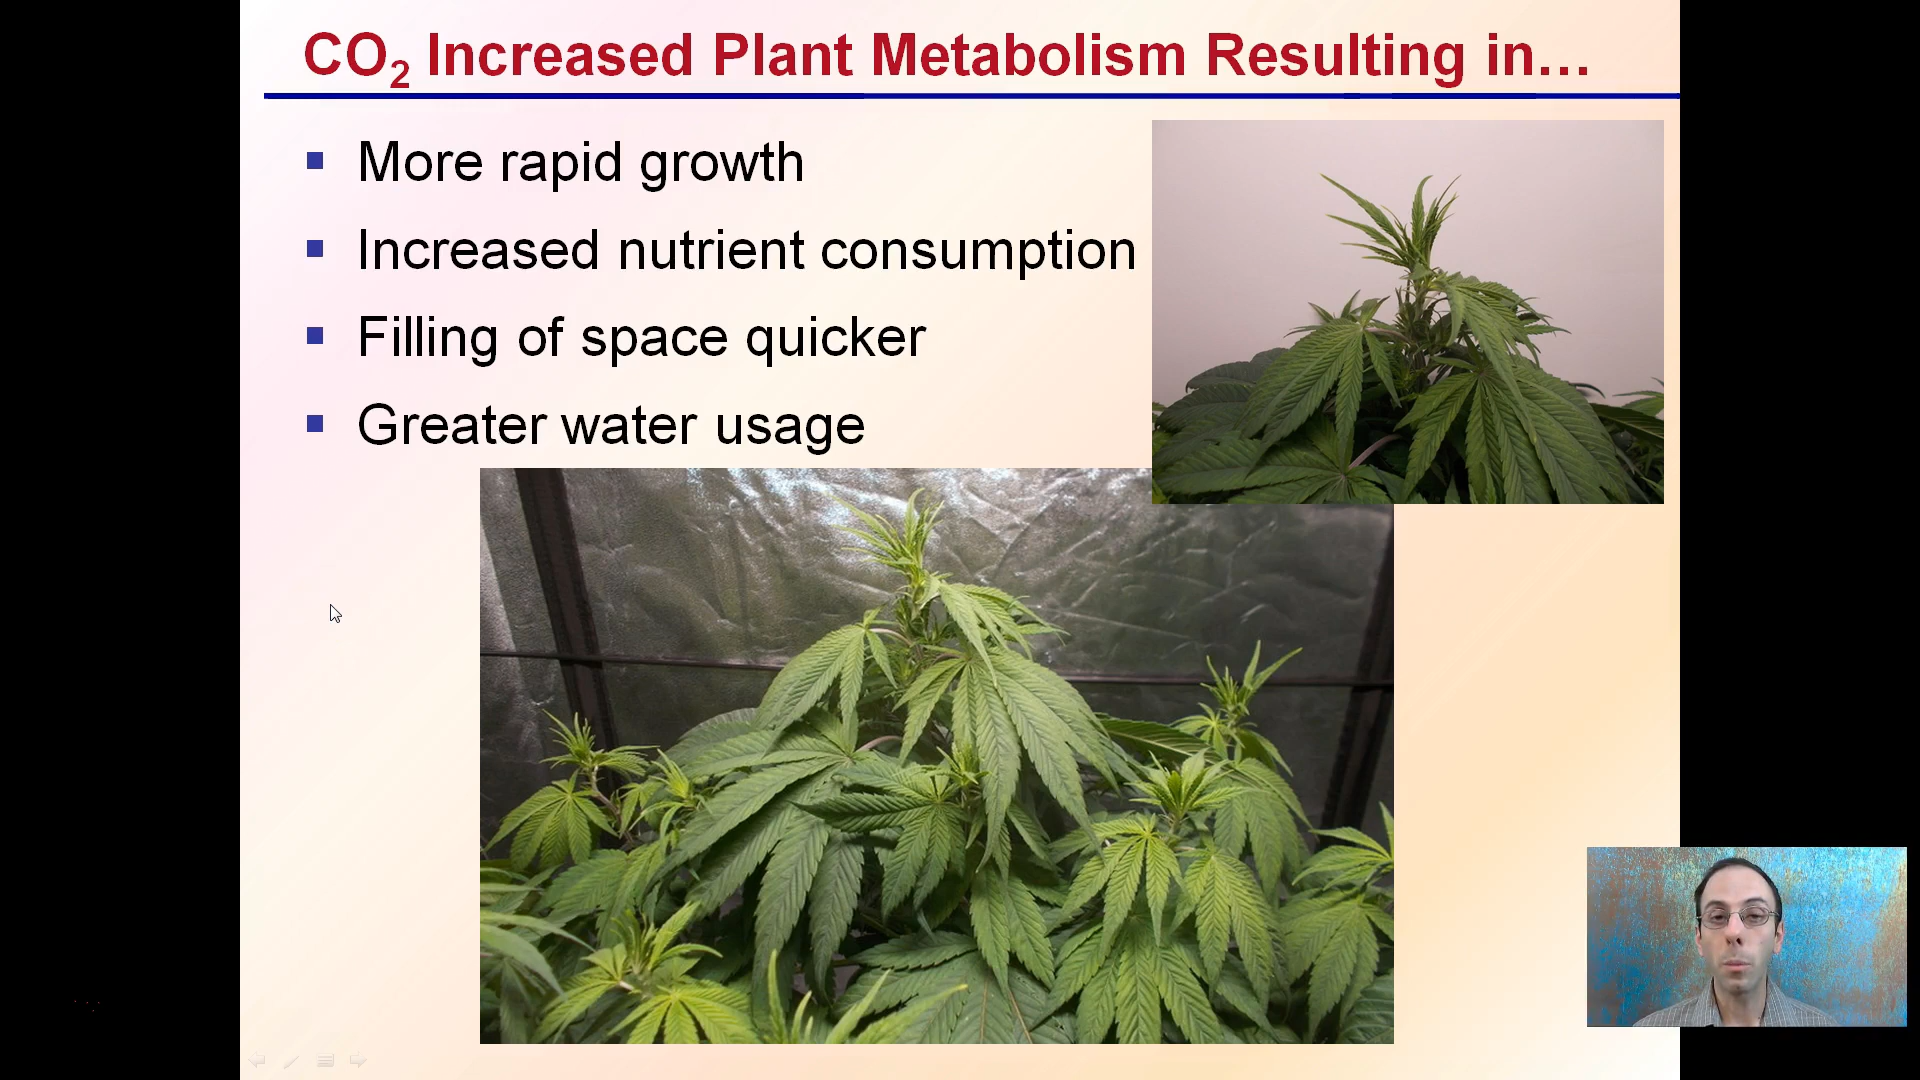 CO₂ Increased Plant Metabolism Resulting in…
More rapid growth
Increased nutrient consumption
Filling of space quicker
Greater water usage